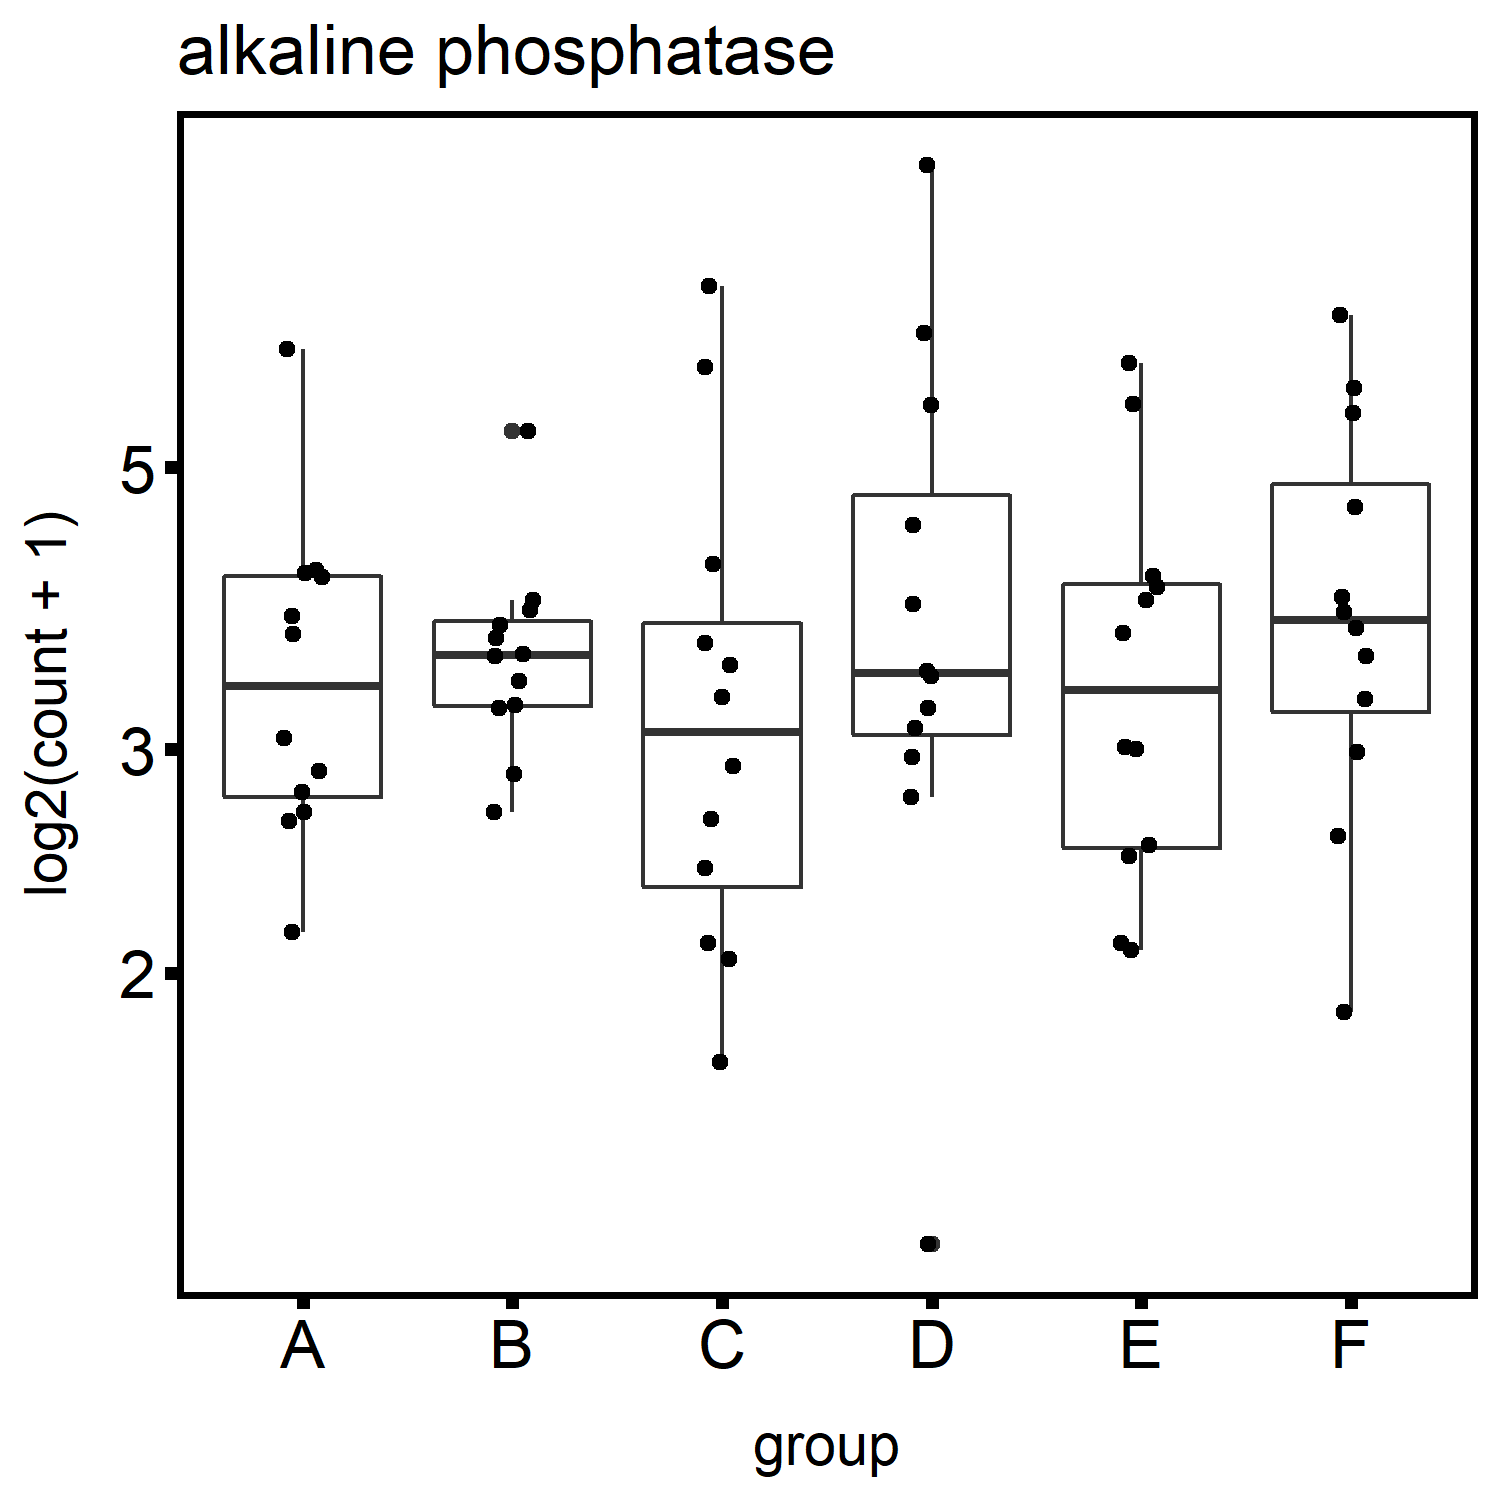 alkaline phosphatase
log2(count + 1)
5
3
2
A B C D E F
group